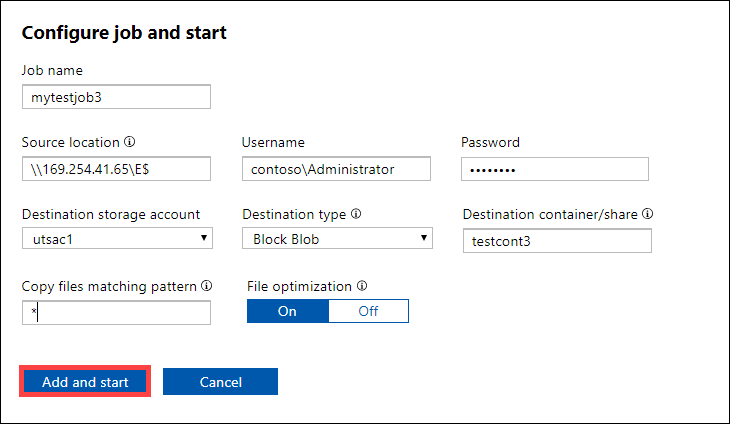 Configure job and start
Job name
mytestjob3
Source location Username Password
\\169.254.41.65\E$ contoso\Administrator ••••••••
Destination storage account Destination type Destination container/share
utsac1 Block Blob testcont3
Copy files matching pattern File optimization
* On Off
Add and start Cancel